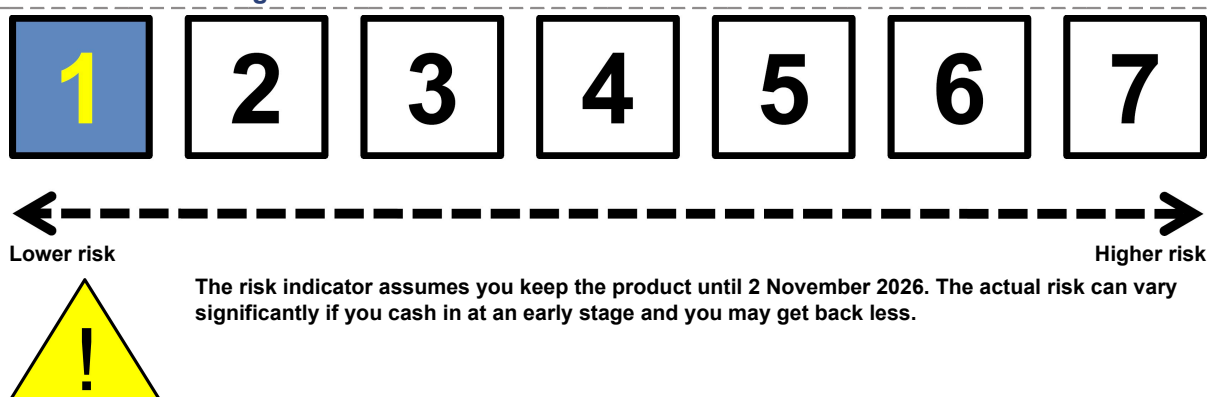 1 2 3 4 5 6 7
Lower risk Higher risk
!
The risk indicator assumes you keep the product until 2 November 2026. The actual risk can vary
significantly if you cash in at an early stage and you may get back less.